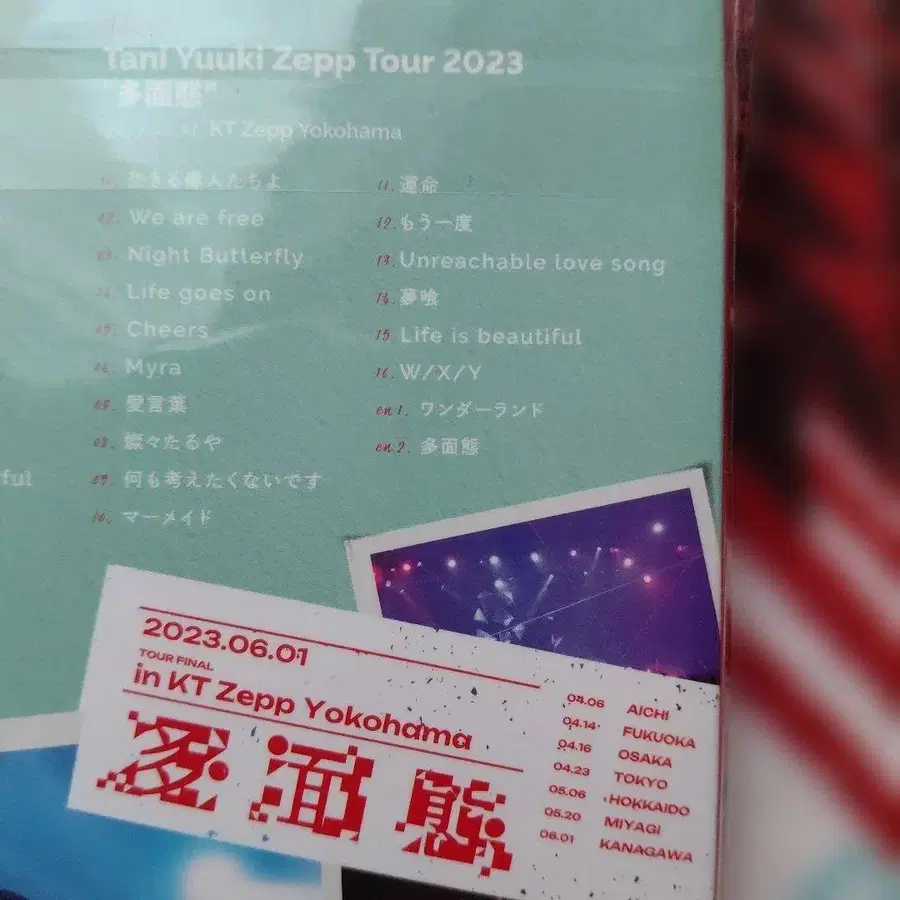 Tani Yuuki Zepp Tour 2023
"多面態"
KT Zepp Yokohama
生きる偉人たちよ
02. We are free
03. Night Butterfly
04. Life goes on
05. Cheers
06. Myra
07. 愛言葉
08. 燦々たるや
09. 何も考えたくないです
10. マーメイド
11. 運命
12. もう一度
13. Unreachable love song
14. 夢喰
15. Life is beautiful
16. W/X/Y
en 1. ワンダーランド
en 2. 多面態
2023.06.01
TOUR FINAL
in KT Zepp Yokohama
多面態
04.06 AICHI
04.14 FUKUOKA
04.16 OSAKA
04.23 TOKYO
05.06 HOKKAIDO
05.20 MIYAGI
06.01 KANAGAWA